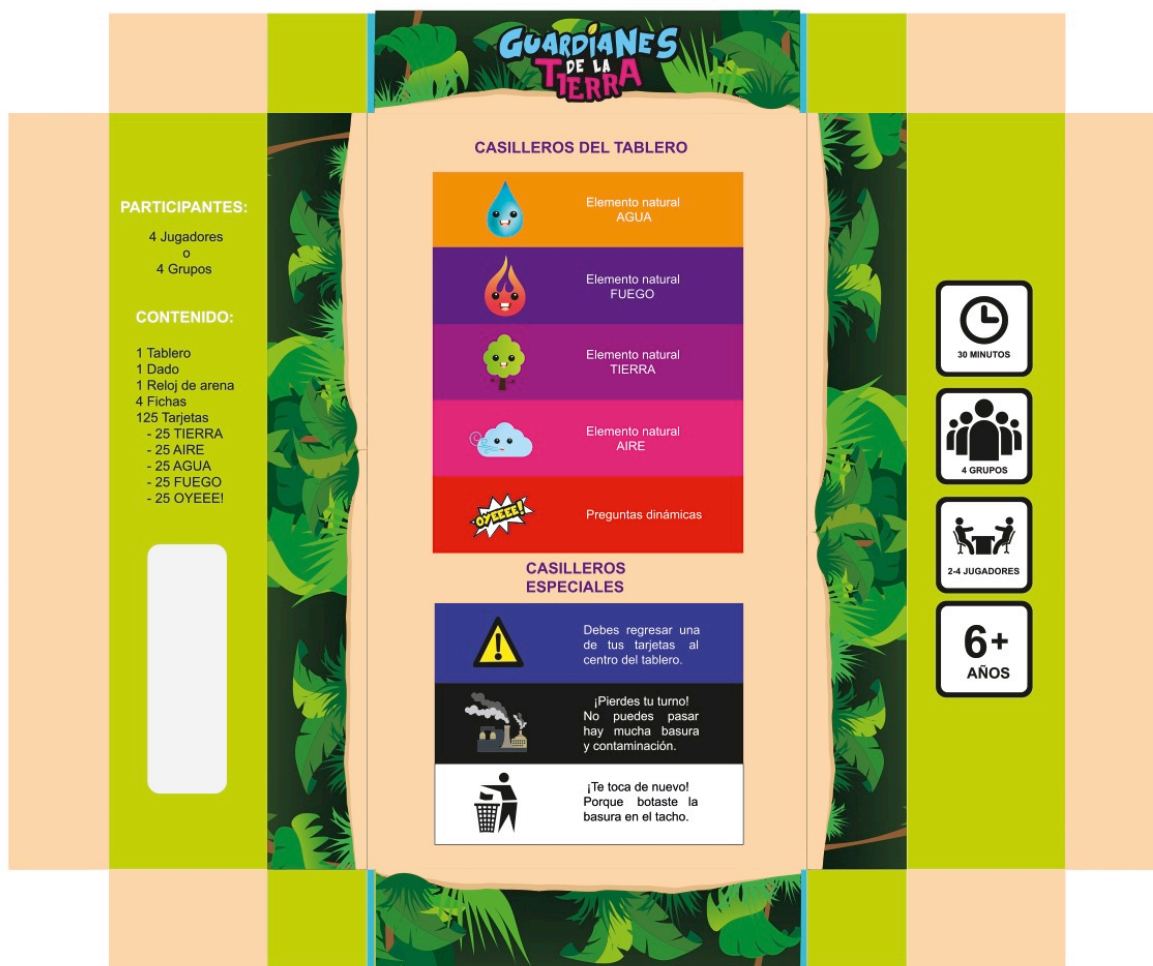 GUARDIANES
DE LA
TIERRA
CASILLEROS DEL TABLERO
Elemento natural
AGUA
Elemento natural
FUEGO
Elemento natural
TIERRA
Elemento natural
AIRE
OYEEEE!
Preguntas dinámicas
CASILLEROS
ESPECIALES
Debes regresar una
de tus tarjetas al
centro del tablero.
¡Pierdes tu turno!
No puedes pasar
hay mucha basura
y contaminación.
¡Te toca de nuevo!
Porque botaste la
basura en el tacho.
PARTICIPANTES:
4 Jugadores
o
4 Grupos
CONTENIDO:
1 Tablero
1 Dado
1 Reloj de arena
4 Fichas
125 Tarjetas
- 25 TIERRA
- 25 AIRE
- 25 AGUA
- 25 FUEGO
- 25 OYEEE!
30 MINUTOS
4 GRUPOS
2-4 JUGADORES
6+
AÑOS